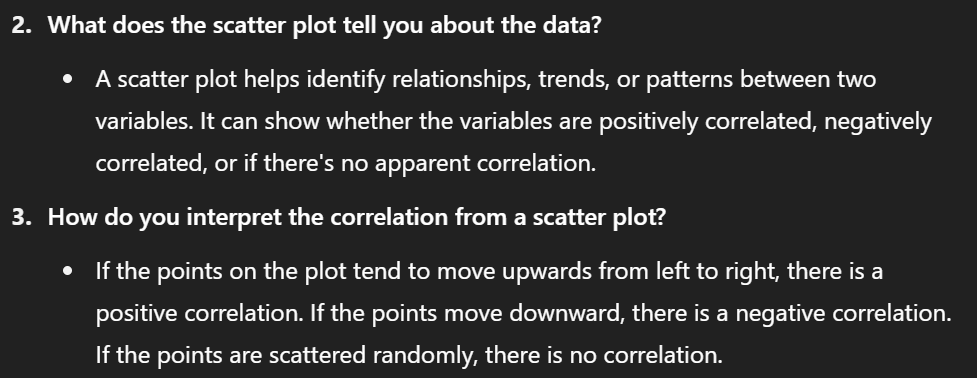 2. What does the scatter plot tell you about the data?
• A scatter plot helps identify relationships, trends, or patterns between two
variables. It can show whether the variables are positively correlated, negatively
correlated, or if there's no apparent correlation.
3. How do you interpret the correlation from a scatter plot?
• If the points on the plot tend to move upwards from left to right, there is a
positive correlation. If the points move downward, there is a negative correlation.
If the points are scattered randomly, there is no correlation.